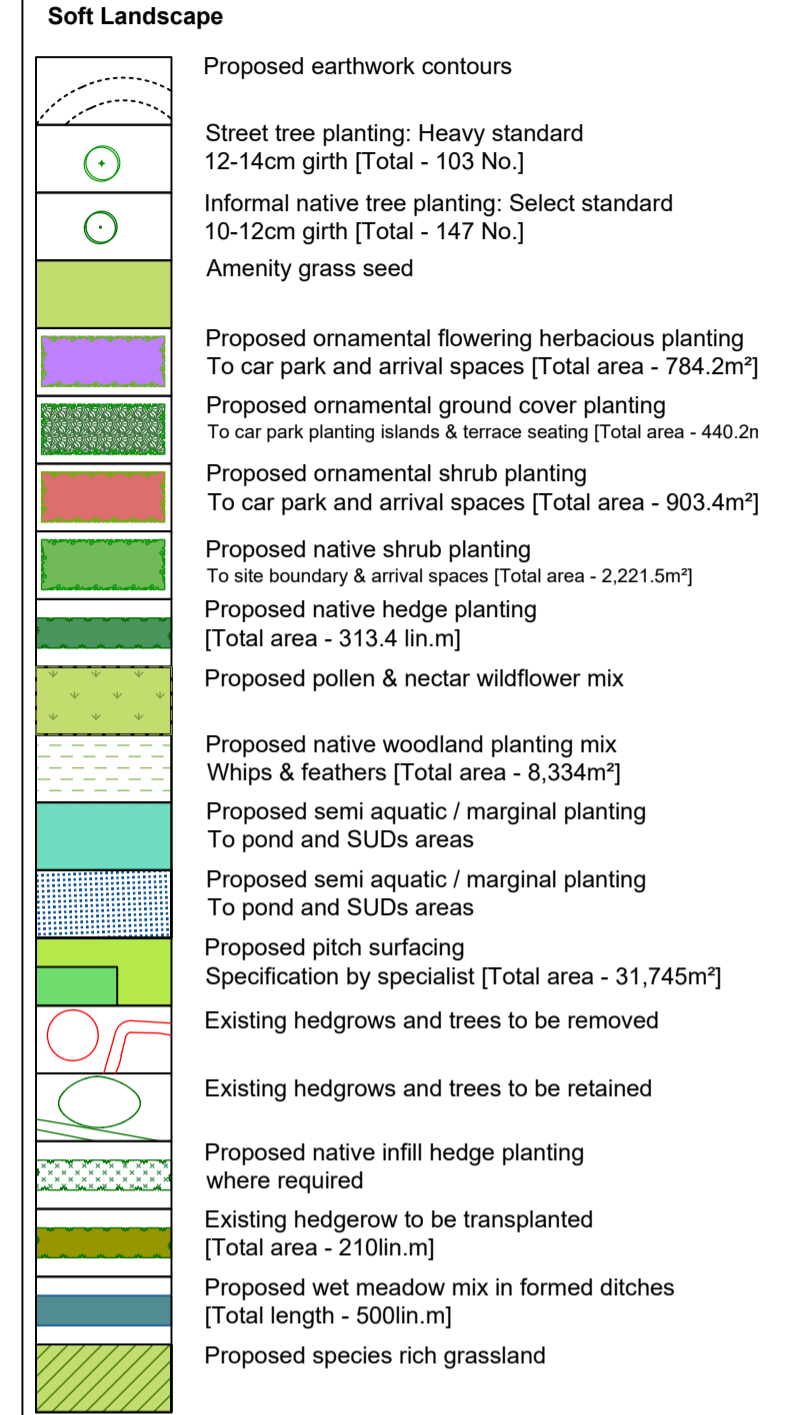 Soft Landscape
Proposed earthwork contours
Street tree planting: Heavy standard
12-14cm girth [Total - 103 No.]
Informal native tree planting: Select standard
10-12cm girth [Total - 147 No.]
Amenity grass seed
Proposed ornamental flowering herbacious planting
To car park and arrival spaces [Total area - 784.2m²]
Proposed ornamental ground cover planting
To car park planting islands & terrace seating [Total area - 440.2m
Proposed ornamental shrub planting
To car park and arrival spaces [Total area - 903.4m²]
Proposed native shrub planting
To site boundary & arrival spaces [Total area - 2,221.5m²]
Proposed native hedge planting
[Total area - 313.4 lin.m]
Proposed pollen & nectar wildflower mix
Proposed native woodland planting mix
Whips & feathers [Total area - 8,334m²]
Proposed semi aquatic / marginal planting
To pond and SUDs areas
Proposed semi aquatic / marginal planting
To pond and SUDs areas
Proposed pitch surfacing
Specification by specialist [Total area - 31,745m²]
Existing hedgrows and trees to be removed
Existing hedgrows and trees to be retained
Proposed native infill hedge planting
where required
Existing hedgerow to be transplanted
[Total area - 210lin.m]
Proposed wet meadow mix in formed ditches
[Total length - 500lin.m]
Proposed species rich grassland